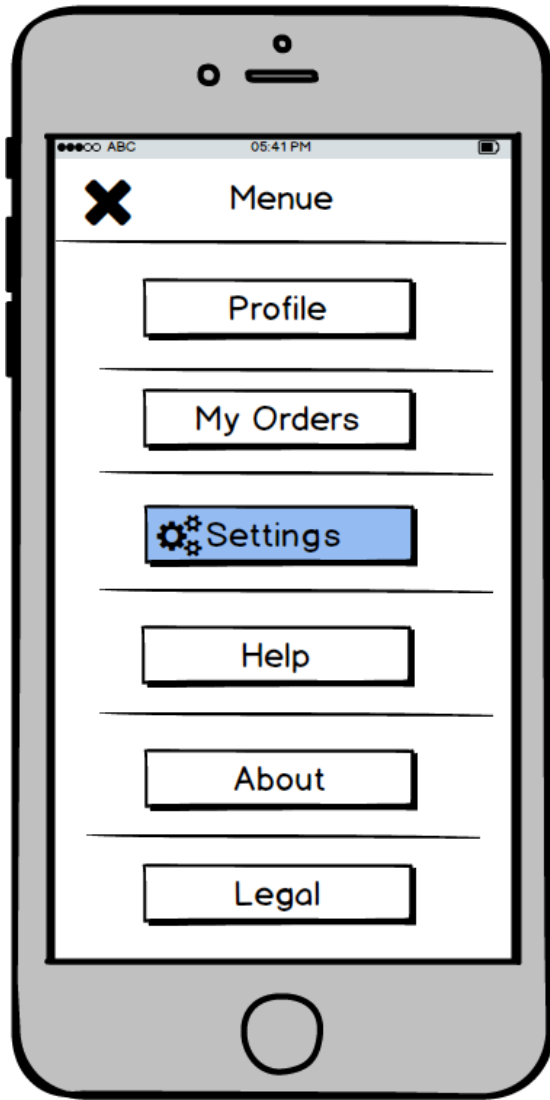 ABC 05:41 PM
Menue
Profile
My Orders
Settings
Help
About
Legal